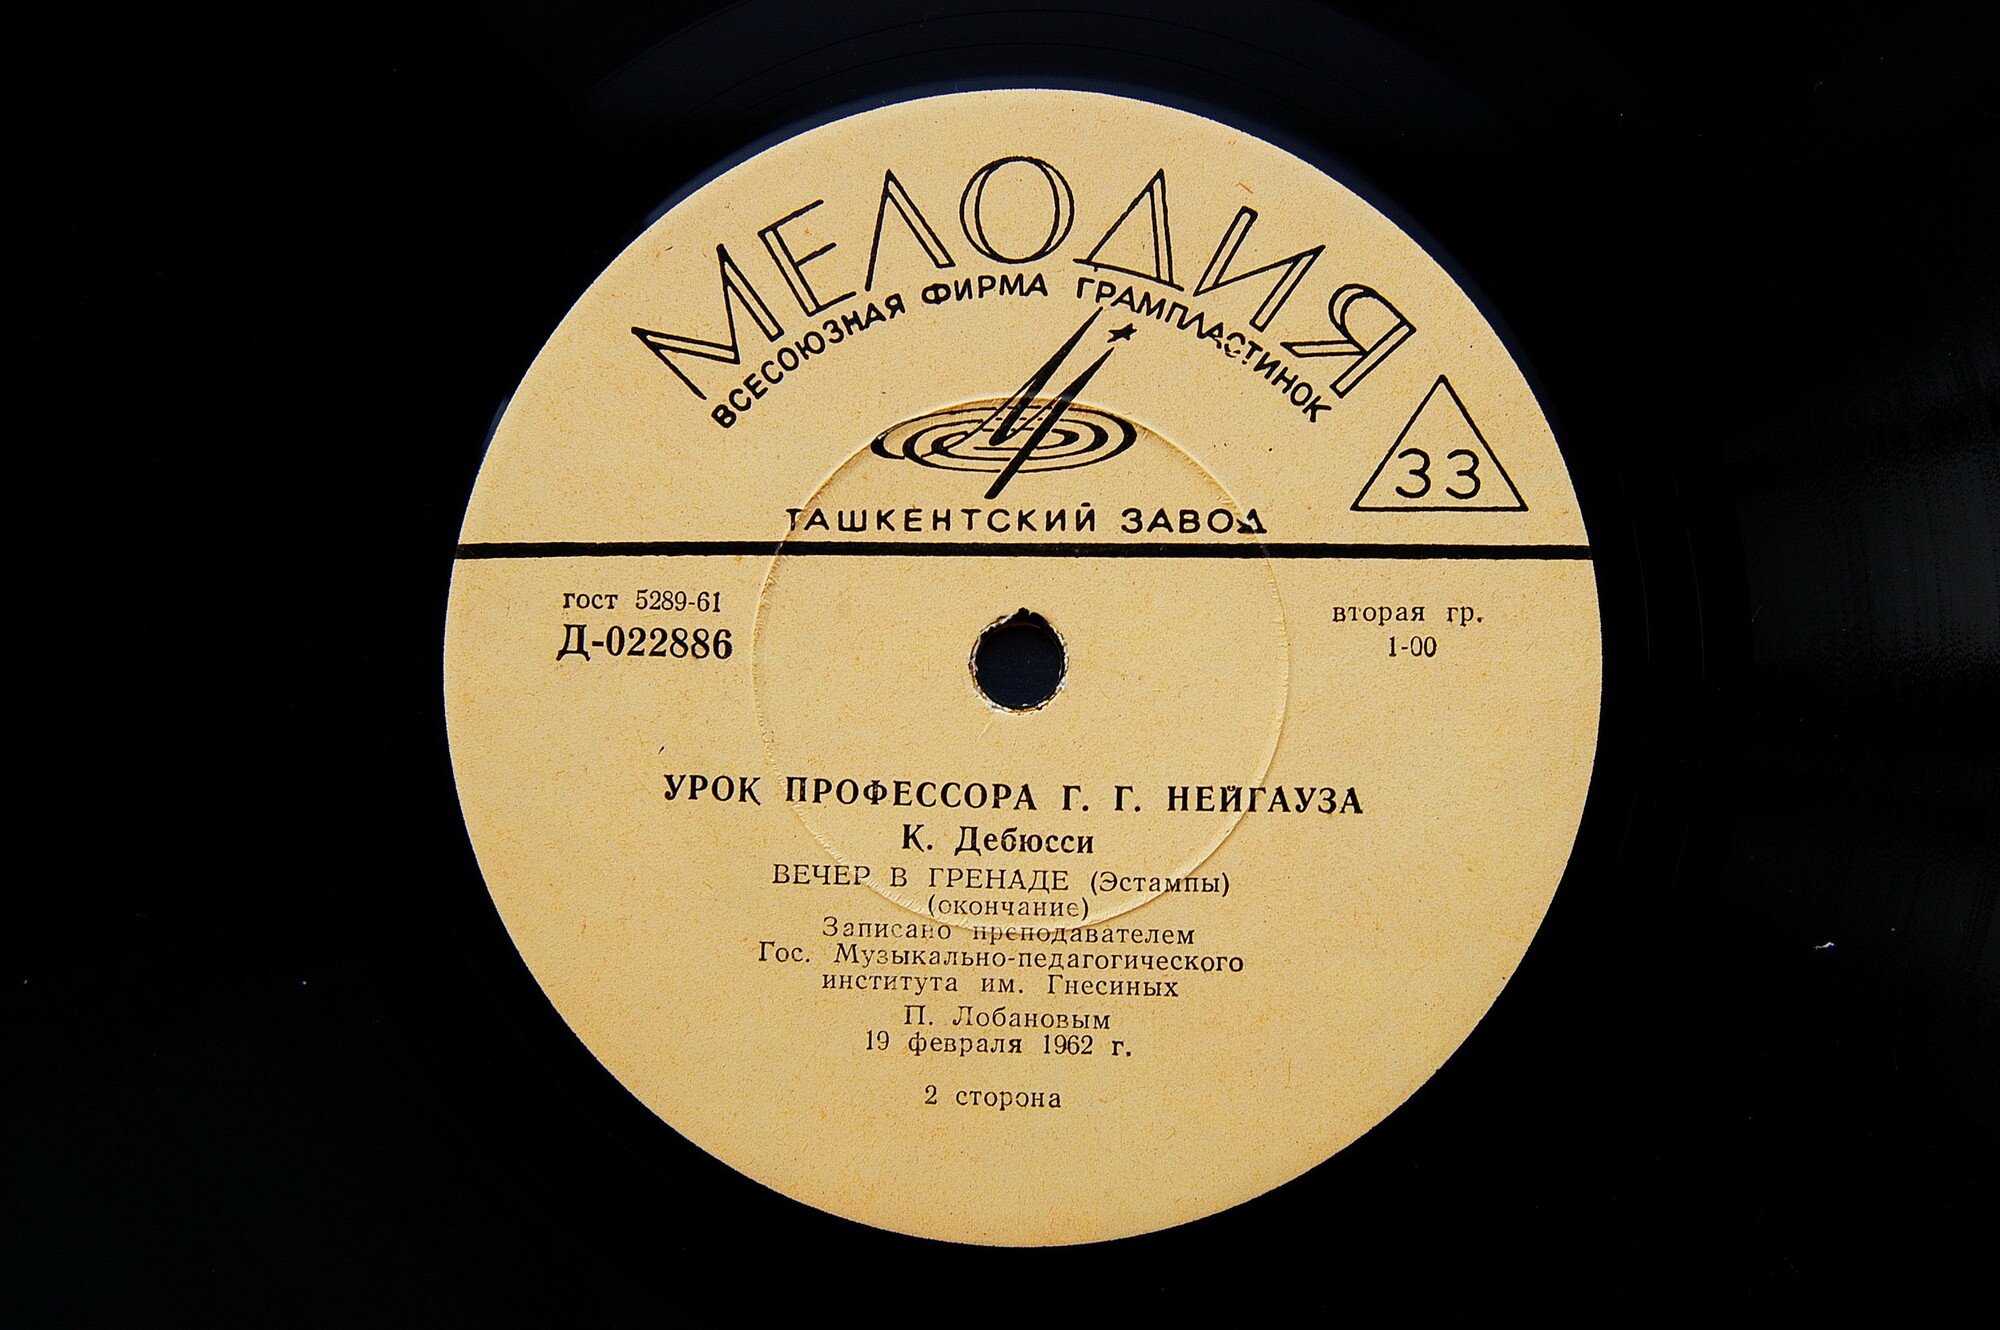 МЕЛОДИЯ
ВСЕСОЮЗНАЯ ФИРМА ГРАМПЛАСТИНОК
33
ТАШКЕНТСКИЙ ЗАВОД
гост 5289-61
Д-022886
вторая гр.
1-00
УРОК ПРОФЕССОРА Г. Г. НЕЙГАУЗА
К. Дебюсси
ВЕЧЕР В ГРЕНАДЕ (Эстампы)
(окончание)
Записано преподавателем
Гос. Музыкально-педагогического
института им. Гнесиных
П. Лобановым
19 февраля 1962 г.
2 сторона